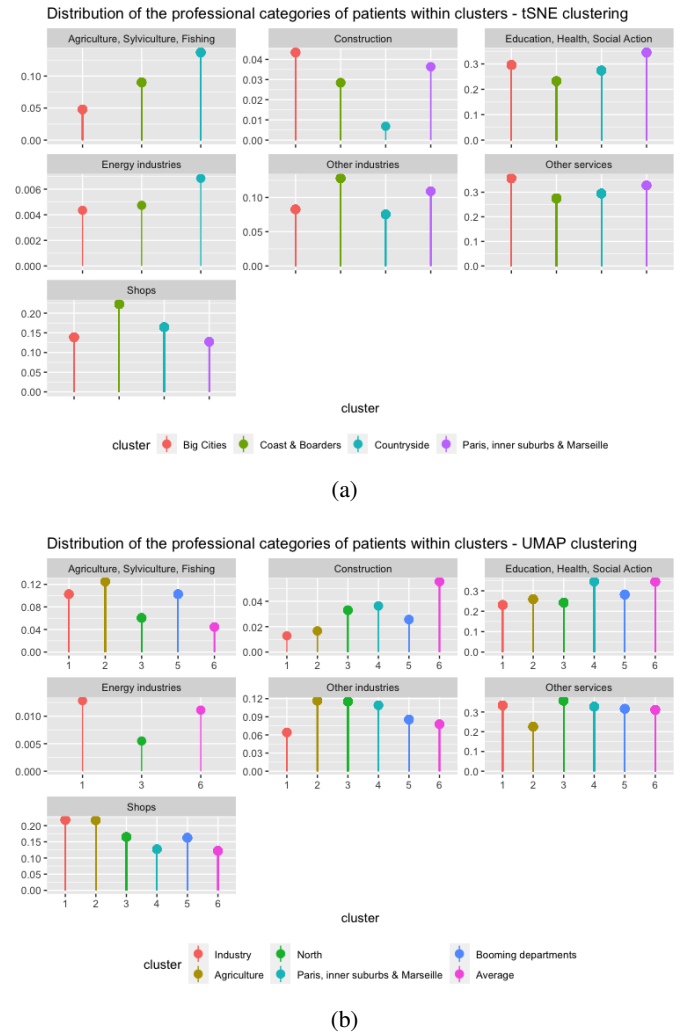 Distribution of the professional categories of patients within clusters - tSNE clustering
Agriculture, Sylviculture, Fishing Construction Education, Health, Social Action
0.10 0.05 0.00
0.04 0.03 0.02 0.01 0.00
0.3 0.2 0.1 0.0
Energy industries Other industries Other services
0.006 0.004 0.002 0.000
0.10 0.05 0.00
0.3 0.2 0.1 0.0
Shops
0.20 0.15 0.10 0.05 0.00
cluster
cluster Big Cities Coast & Boarders Countryside Paris, inner suburbs & Marseille
(a)
Distribution of the professional categories of patients within clusters - UMAP clustering
Agriculture, Sylviculture, Fishing Construction Education, Health, Social Action
0.12 0.08 0.04 0.00
0.04 0.02 0.00
0.3 0.2 0.1 0.0
1 2 3 5 6 1 2 3 4 5 6 1 2 3 4 5 6
Energy industries Other industries Other services
0.010 0.005 0.000
0.12 0.09 0.06 0.03 0.00
0.3 0.2 0.1 0.0
1 3 6 1 2 3 4 5 6 1 2 3 4 5 6
Shops
0.20 0.15 0.10 0.05 0.00
1 2 3 4 5 6
cluster
cluster
Industry North Booming departments
Agriculture Paris, inner suburbs & Marseille Average
(b)